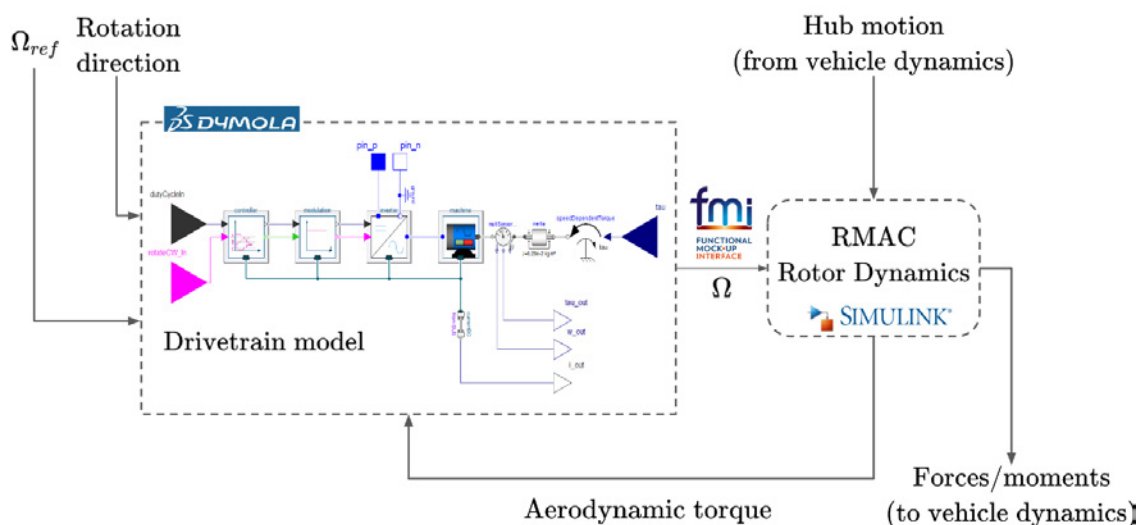 Ω_ref
Rotation
direction
Hub motion
(from vehicle dynamics)
DYMOLA
pin_p
pin_n
dutyCycleIn
controller
modulation
inverter
machine
inertia
speedDependentTorque
tau
rotateCW_In
tau
fmi
FUNCTIONAL
MOCK-UP
INTERFACE
Ω
RMAC
Rotor Dynamics
SIMULINK®
tau_out
w_out
i_out
Drivetrain model
Aerodynamic torque
Forces/moments
(to vehicle dynamics)